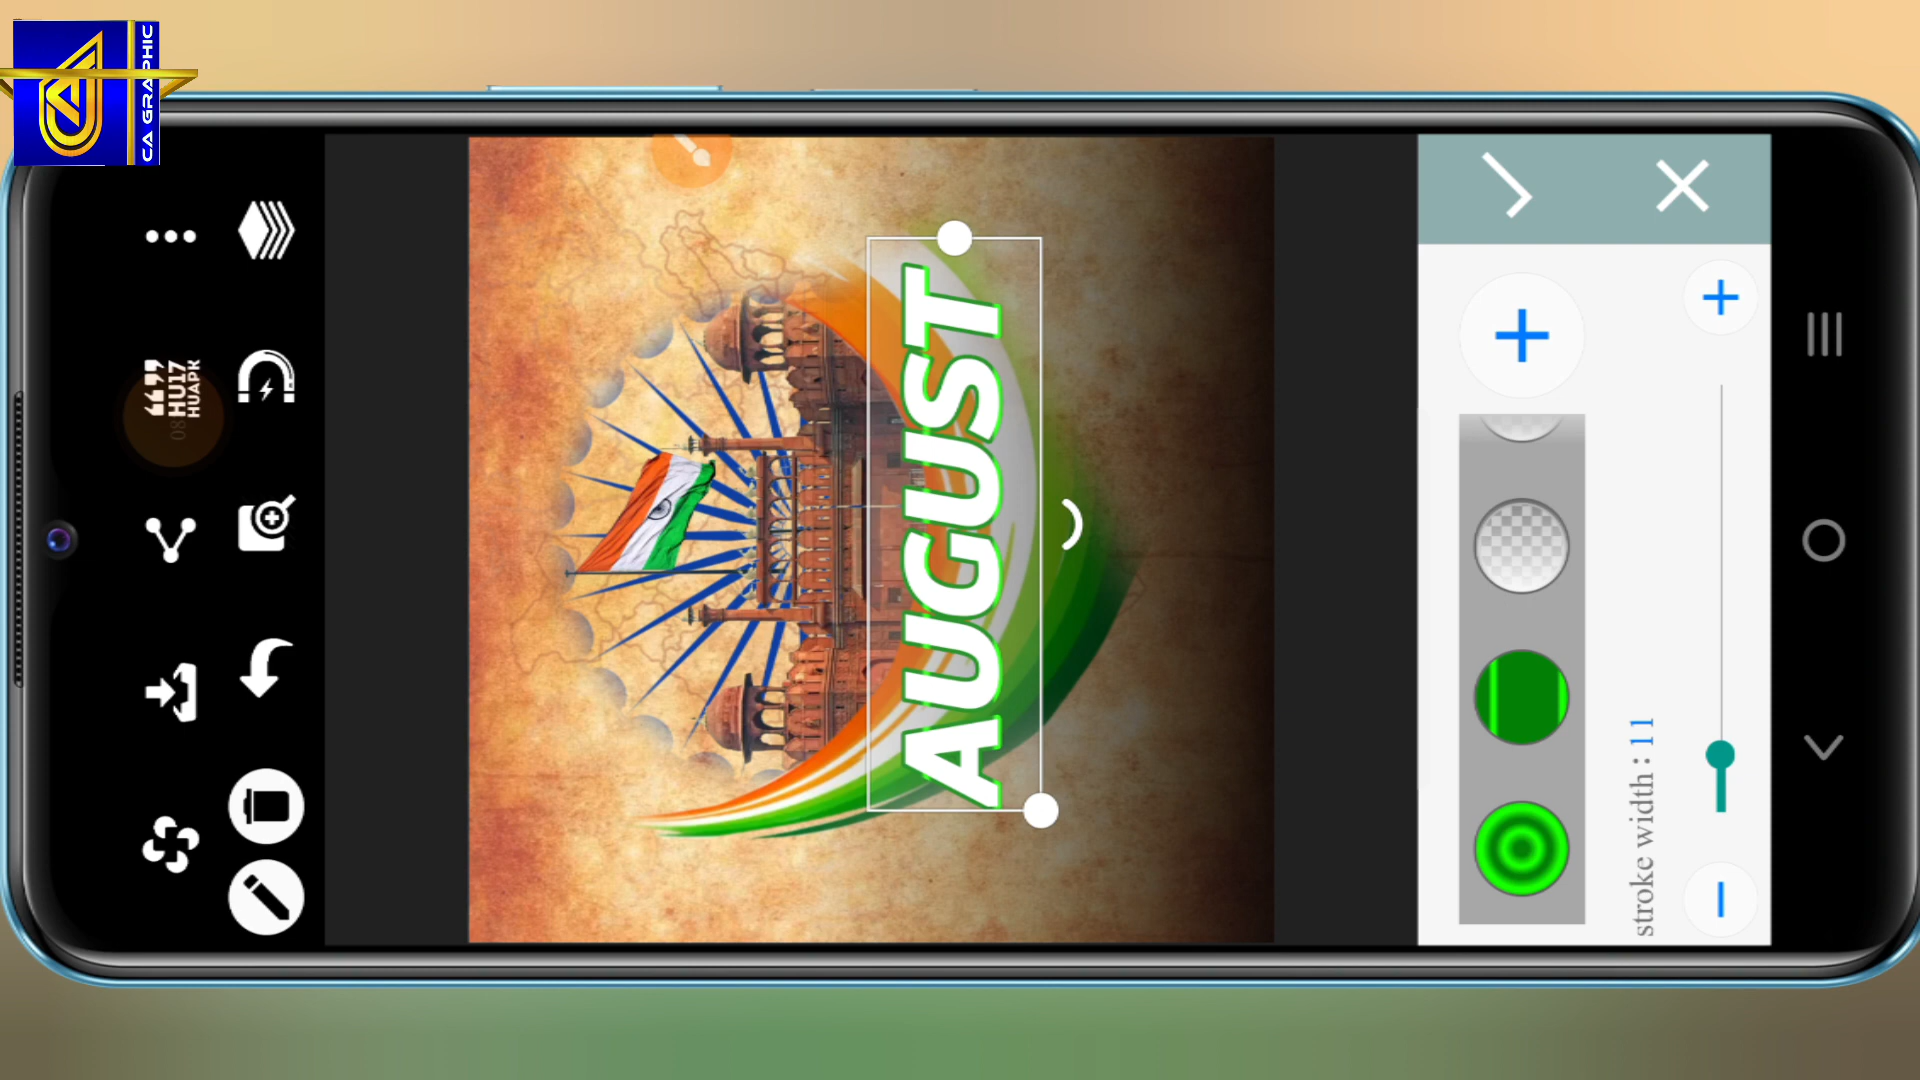 CA GRAPHIC
HU17
HUAPK
AUGUST
stroke width : 11